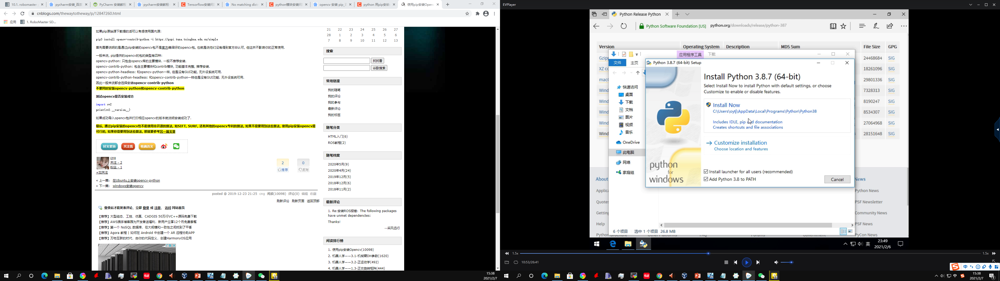 10.1. robomaster
pycharm安装_百度
PyCharm 安装教程
pycharm安装教程
Tensorflow安装问
No matching dist
python模块安装问
opencv 安装 pip_
python 用pip安装
使用pip安装Openc
cnblogs.com/thewaytotheway/p/12847260.html
应用
1. RoboMaster SD...
如果pip原始源下载慢的话可以考虑使用国内源:
pip3 install opencv-contrib-python -i https://pypi.tuna.tsinghua.edu.cn/simple
首先需要说明的是通过pip安装的opencv包不是官方编译好的opencv包, 也就是说他们没有得到官方非认可, 但这并不影响你的正常使用.
一般来说, pip提供的opencv的包的类型有四种:
opencv-python: 只包含opencv库的主要模块. 一般不推荐安装.
opencv-contrib-python: 包含主要模块和contrib模块, 功能基本完整, 推荐安装.
opencv-python-headless: 和opencv-python一样, 但是没有GUI功能, 无外设系统可用.
opencv-contrib-python-headless: 和opencv-contrib-python一样但是没有GUI功能. 无外设系统可用.
因此一般来说都会选择安装opencv-contrib-python
不要同时安装opencv-python和opencv-contrib-python
测试opencv是否安装成功
import cv2
print(cv2.__version__)
如果成功导入opencv包并打印相应opencv的版本就说明安装成功了.
最后, 通过pip安装的opencv包不能使用非开源的算法, 如SIFT, SURF, 还有其他的opencv专利的算法, 如果不需要用到这些算法, 使用pip安装opencv是
可行的, 如果你需要用到这些算法, 那就要参考另一篇文章
好文要顶
关注我
收藏该文
cng
关注 - 2
粉丝 - 1
+加关注
2
0
推荐
反对
« 上一篇: 在Ubuntu上安装opencv-python
» 下一篇: windows安装opencv
posted @ 2019-12-23 21:25 cng 阅读(10098) 评论(0) 编辑 收藏
刷新评论 刷新页面 返回顶部
登录后才能发表评论, 立即 登录 或 注册, 访问 网站首页
【推荐】大型组态、工控、仿真、CADGIS 50万行VC++源码免费下载
【推荐】AWS携手博客园为开发者送福利, 新用户立享12个月免费套餐
【推荐】第一个 NoSQL 数据库, 在大规模和一致性之间找到了平衡
【推荐】Agora 教程 | 如何在 Android 中创建一个 AR 远程协助APP
【推荐】万物互联的时代, 由你的代码定义, 创建HarmonyOS应用
广告
21 22 23 24 25 26 27
28 1 2 3 4 5 6
7 8 9 10 11 12 13
搜索
找找看
谷歌搜索
常用链接
我的随笔
我的评论
我的参与
最新评论
我的标签
随笔分类
HTML入门(6)
ROS教程(2)
随笔档案
2020年5月(9)
2020年4月(24)
2019年12月(5)
2018年12月(6)
2018年11月(2)
最新评论
1. Re:安装ROS报错: The following packages
have unmet dependenctes:
Thanks!
--采风远行
阅读排行榜
1. 使用pip安装Opencv(10098)
2. 机器人学——3.1-机械臂DH参数(1620)
3. 机器人学——3.2-正运动学(492)
4. 机器人学——1.3-正交旋转矩阵(444)
15:38
2021/2/7
EVPlayer
Python Release Python
Python Software Foundation [US]
python.org/downloads/release/python-387
Version Operating System Description MD5 Sum File Size GPG
Gzipp
24468684 SIG
XZ co
18261096 SIG
macO
29801336 SIG
Wind
7328313 SIG
Wind
8190247 SIG
Wind
8534307 SIG
Wind
27064968 SIG
Wind
28151648 SIG
应用程序工具
下载
文件
主页
快速访问
桌面
下载
文档
图片
视频
音乐
OneDrive
此电脑
网络
家庭组
Python 3.8.7 (64-bit) Setup
Install Python 3.8.7 (64-bit)
Select Install Now to install Python with default settings, or choose
Customize to enable or disable features.
Install Now
C:\Users\oytj\AppData\Local\Programs\Python\Python38
Includes IDLE, pip and documentation
Creates shortcuts and file associations
Customize installation
Choose location and features
Install launcher for all users (recommended)
Add Python 3.8 to PATH
Cancel
python
for
windows
About
News
Applica
Python News
Quotes
PSF Newsletter
Getting
Community News
Help
PSF News
Python Brochure
PyCon News
6 个项目 选中 1 个项目 26.8 MB
英
23:49
2021/2/6
1.5x
1.5x
10:53/26:41
中
中
15:38
2021/2/7